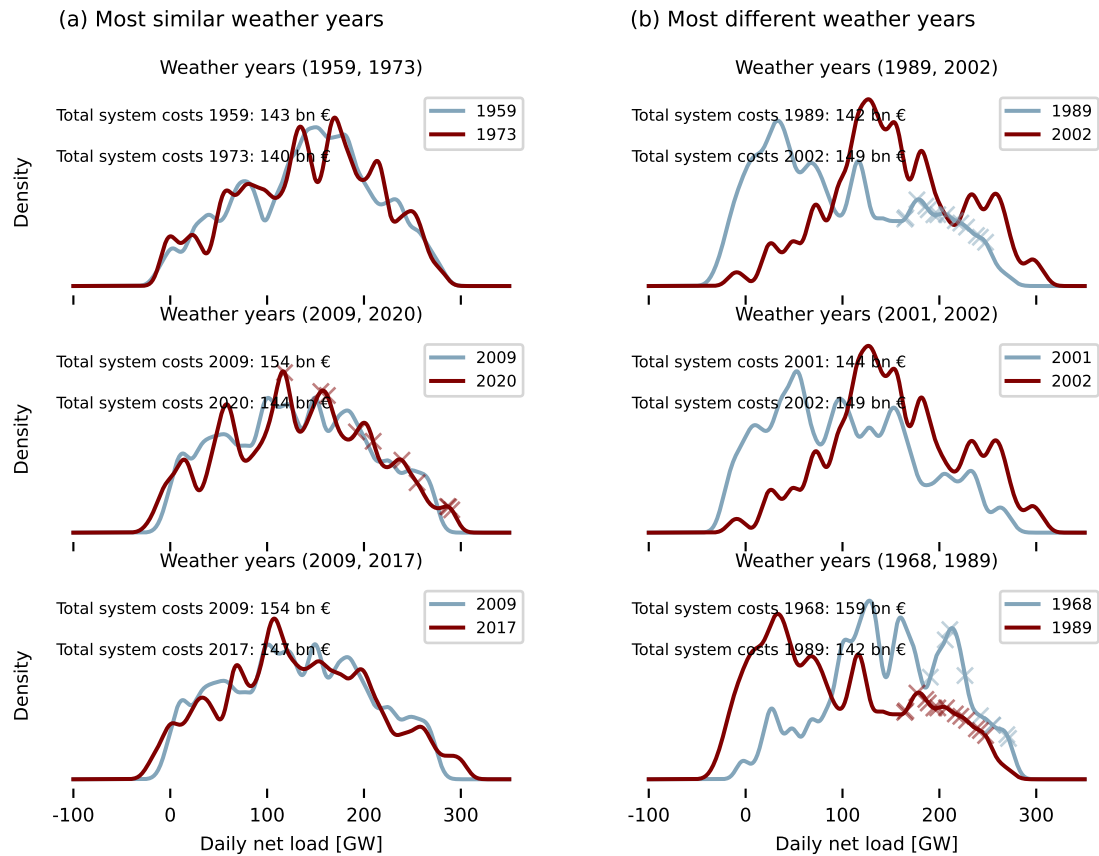 (a) Most similar weather years
(b) Most different weather years
Weather years (1959, 1973)
Total system costs 1959: 143 bn €
Total system costs 1973: 140 bn €
1959
1973
Density
Weather years (1989, 2002)
Total system costs 1989: 142 bn €
Total system costs 2002: 149 bn €
1989
2002
Weather years (2009, 2020)
Total system costs 2009: 154 bn €
Total system costs 2020: 144 bn €
2009
2020
Density
Weather years (2001, 2002)
Total system costs 2001: 144 bn €
Total system costs 2002: 149 bn €
2001
2002
Weather years (2009, 2017)
Total system costs 2009: 154 bn €
Total system costs 2017: 147 bn €
2009
2017
Density
-100 0 100 200 300
Daily net load [GW]
Weather years (1968, 1989)
Total system costs 1968: 159 bn €
Total system costs 1989: 142 bn €
1968
1989
-100 0 100 200 300
Daily net load [GW]